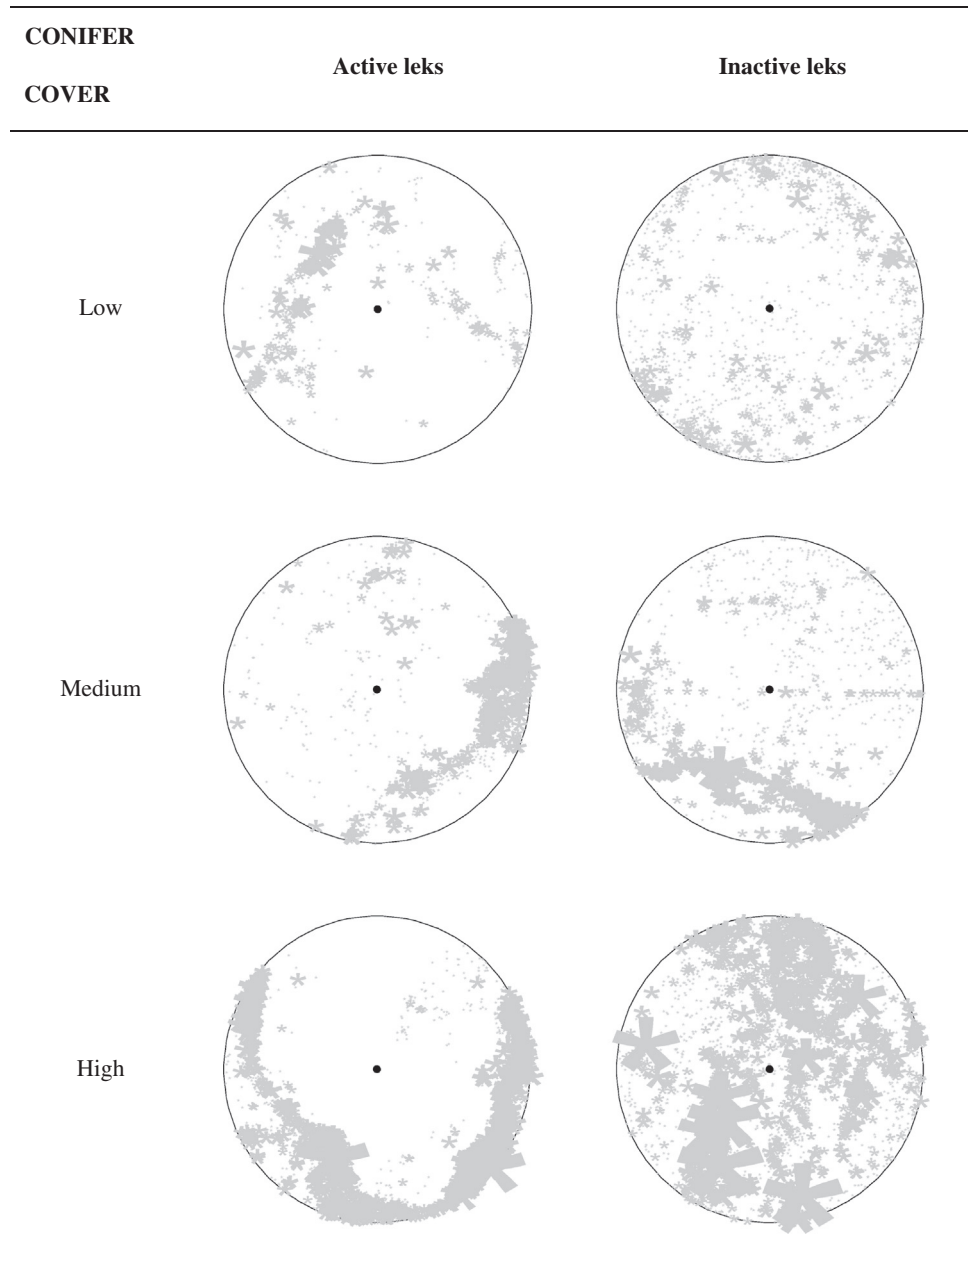 CONIFER
COVER
Active leks
Inactive leks
Low
Medium
High